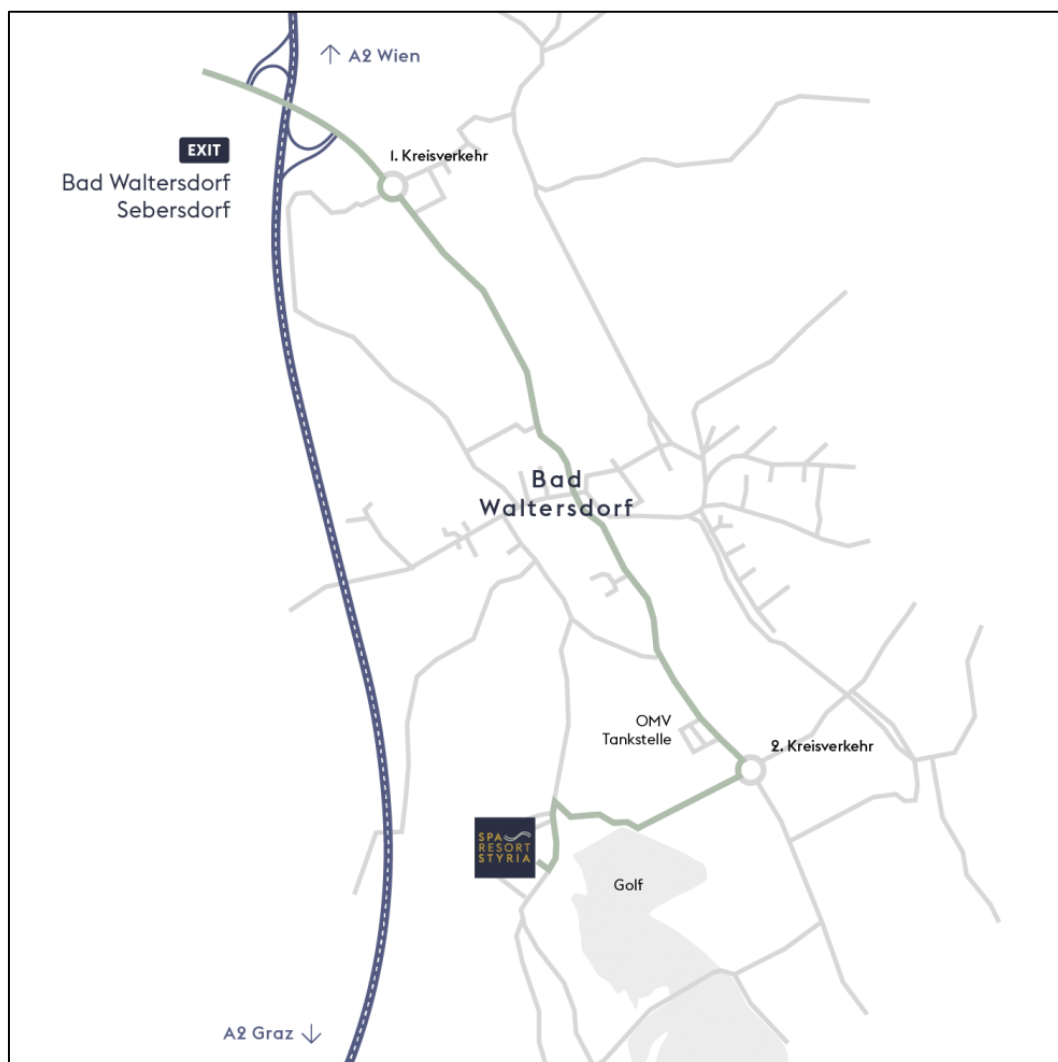 A2 Wien
EXIT
Bad Waltersdorf
Sebersdorf
1. Kreisverkehr
Bad
Waltersdorf
OMV
Tankstelle
2. Kreisverkehr
SPA
RESORT
STYRIA
Golf
A2 Graz